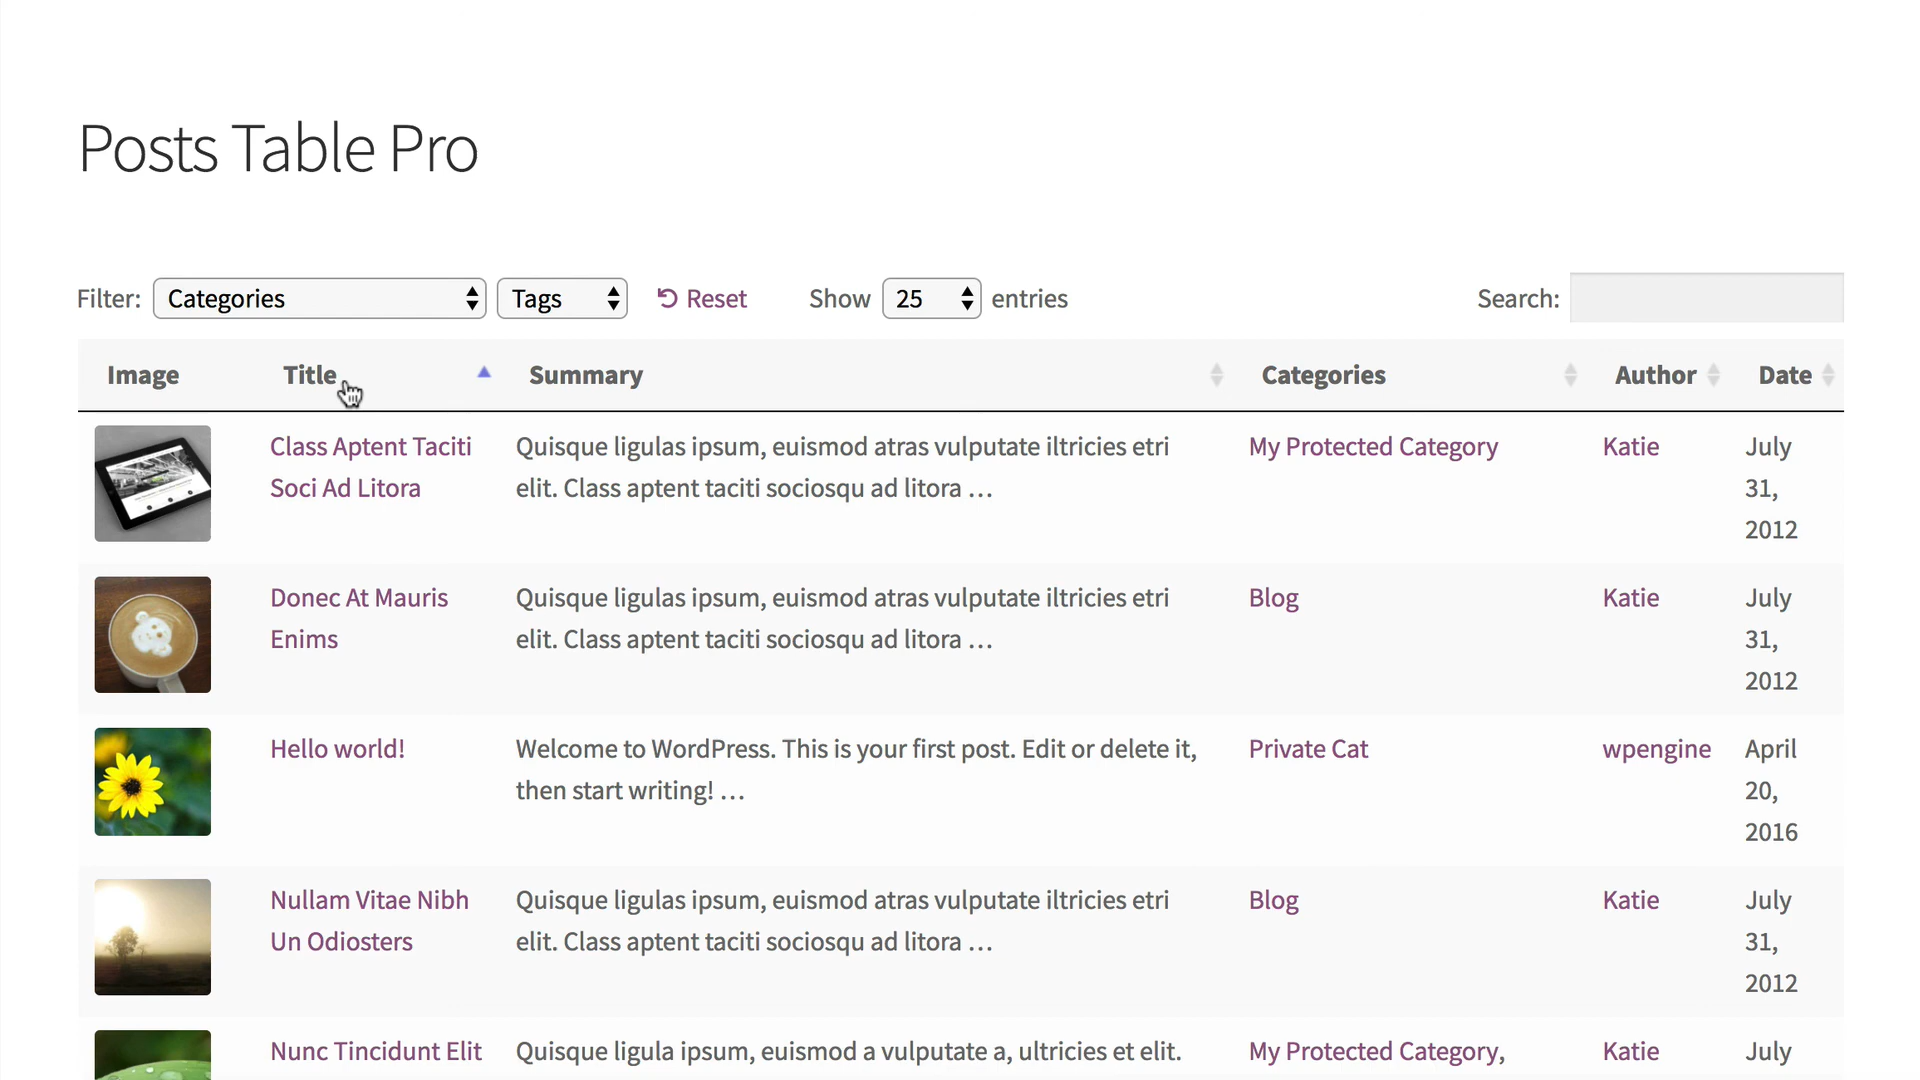 Posts Table Pro
Filter: Categories Tags Reset Show 25 entries Search:
Image Title Summary Categories Author Date
Class Aptent Taciti Quisque ligulas ipsum, euismod atras vulputate iltricies etri My Protected Category Katie July
Soci Ad Litora elit. Class aptent taciti sociosqu ad litora … 31,
2012
Donec At Mauris Quisque ligulas ipsum, euismod atras vulputate iltricies etri Blog Katie July
Enims elit. Class aptent taciti sociosqu ad litora … 31,
2012
Hello world! Welcome to WordPress. This is your first post. Edit or delete it, Private Cat wpengine April
then start writing! … 20,
2016
Nullam Vitae Nibh Quisque ligulas ipsum, euismod atras vulputate iltricies etri Blog Katie July
Un Odiosters elit. Class aptent taciti sociosqu ad litora … 31,
2012
Nunc Tincidunt Elit Quisque ligula ipsum, euismod a vulputate a, ultricies et elit. My Protected Category, Katie July